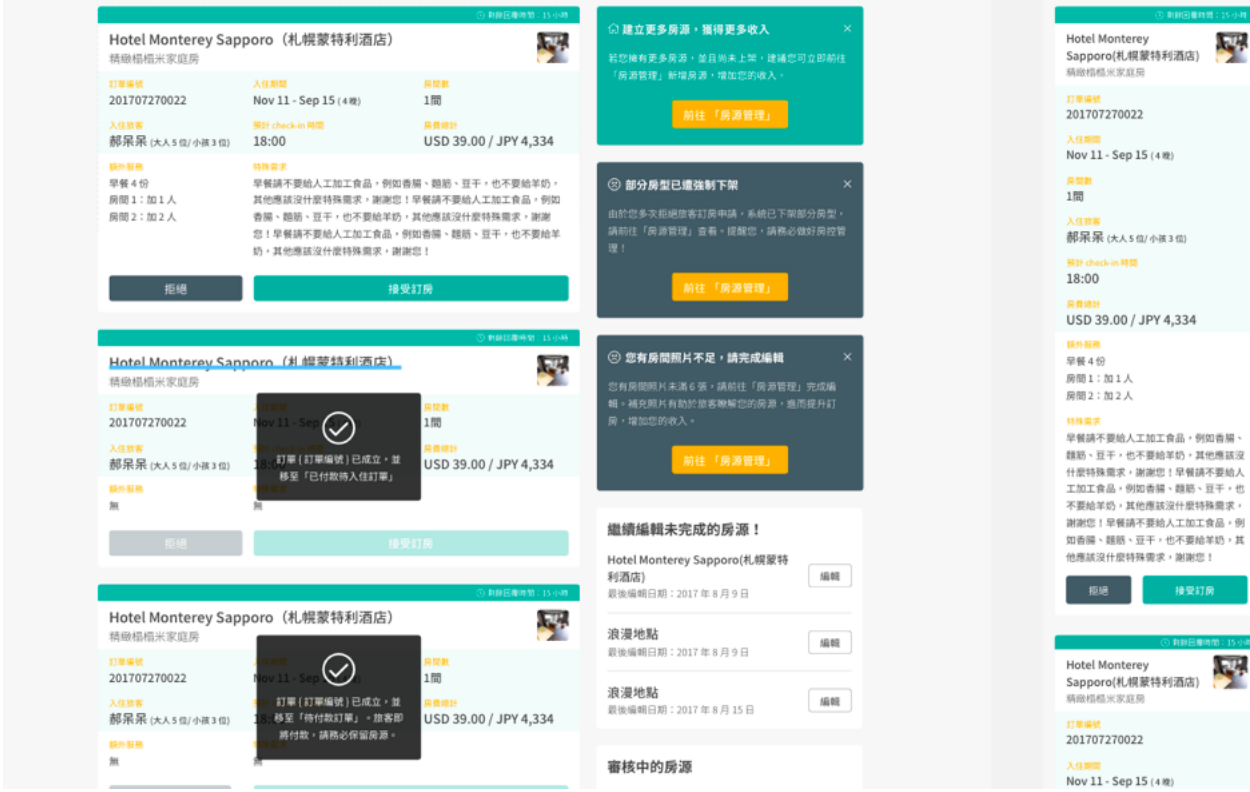 剩餘回覆時間：15 小時
Hotel Monterey Sapporo（札幌蒙特利酒店）
精緻榻榻米家庭房
訂單編號 入住期間 房間數
201707270022 Nov 11 - Sep 15 ( 4 晚) 1間
入住旅客 預計 check-in 時間 房費總計
郝呆呆 (大人 5 位/ 小孩 3 位) 18:00 USD 39.00 / JPY 4,334
額外服務 特殊需求
早餐 4 份
房間 1：加 1 人
房間 2：加 2 人
早餐請不要給人工加工食品，例如香腸、麵筋、豆干，也不要給羊奶，
其他應該沒什麼特殊需求，謝謝您！早餐請不要給人工加工食品，例如
香腸、麵筋、豆干，也不要給羊奶，其他應該沒什麼特殊需求，謝謝
您！早餐請不要給人工加工食品，例如香腸、麵筋、豆干，也不要給羊
奶，其他應該沒什麼特殊需求，謝謝您！
拒絕 接受訂房
剩餘回覆時間：15 小時
Hotel Monterey Sapporo（札幌蒙特利酒店）
精緻榻榻米家庭房
訂單編號 房間數
201707270022 Nov 11 - Sep 1間
入住旅客 房費總計
郝呆呆 (大人 5 位/ 小孩 3 位) 18:00 USD 39.00 / JPY 4,334
訂單 ( 訂單編號 ) 已成立，並
移至「已付款待入住訂單」
額外服務
無 無
拒絕 接受訂房
剩餘回覆時間：15 小時
Hotel Monterey Sapporo（札幌蒙特利酒店）
精緻榻榻米家庭房
訂單編號 房間數
201707270022 Nov 11 - Sep 1間
入住旅客 房費總計
郝呆呆 (大人 5 位/ 小孩 3 位) USD 39.00 / JPY 4,334
訂單 ( 訂單編號 ) 已成立，並
移至「待付款訂單」。旅客即
將付款，請務必保留房源。
額外服務
無 無
建立更多房源，獲得更多收入
若您擁有更多房源，並且尚未上架，建議您可立即前往
「房源管理」新增房源，增加您的收入。
前往 「房源管理」
部分房型已遭強制下架
由於您多次拒絕旅客訂房申請，系統已下架部分房型，
請前往「房源管理」查看。提醒您，請務必做好房控管
理！
前往 「房源管理」
您有房間照片不足，請完成編輯
您有房間照片未滿 6 張，請前往「房源管理」完成編
輯。補充照片有助於旅客瞭解您的房源，進而提升訂
房，增加您的收入。
前往 「房源管理」
繼續編輯未完成的房源！
Hotel Monterey Sapporo(札幌蒙特
利酒店)
最後編輯日期：2017 年 8 月 9 日
編輯
浪漫地點
最後編輯日期：2017 年 8 月 9 日
編輯
浪漫地點
最後編輯日期：2017 年 8 月 15 日
編輯
審核中的房源
剩餘回覆時間：15 小時
Hotel Monterey
Sapporo(札幌蒙特利酒店)
精緻榻榻米家庭房
訂單編號
201707270022
入住期間
Nov 11 - Sep 15 ( 4 晚)
房間數
1間
入住旅客
郝呆呆 (大人 5 位/ 小孩 3 位)
預計 check-in 時間
18:00
房費總計
USD 39.00 / JPY 4,334
額外服務
早餐 4 份
房間 1：加 1 人
房間 2：加 2 人
特殊需求
早餐請不要給人工加工食品，例如香腸、
麵筋、豆干，也不要給羊奶，其他應該沒
什麼特殊需求，謝謝您！早餐請不要給人
工加工食品，例如香腸、麵筋、豆干，也
不要給羊奶，其他應該沒什麼特殊需求，
謝謝您！早餐請不要給人工加工食品，例
如香腸、麵筋、豆干，也不要給羊奶，其
他應該沒什麼特殊需求，謝謝您！
拒絕 接受訂房
剩餘回覆時間：15 小時
Hotel Monterey
Sapporo(札幌蒙特利酒店)
精緻榻榻米家庭房
訂單編號
201707270022
入住期間
Nov 11 - Sep 15 ( 4 晚)